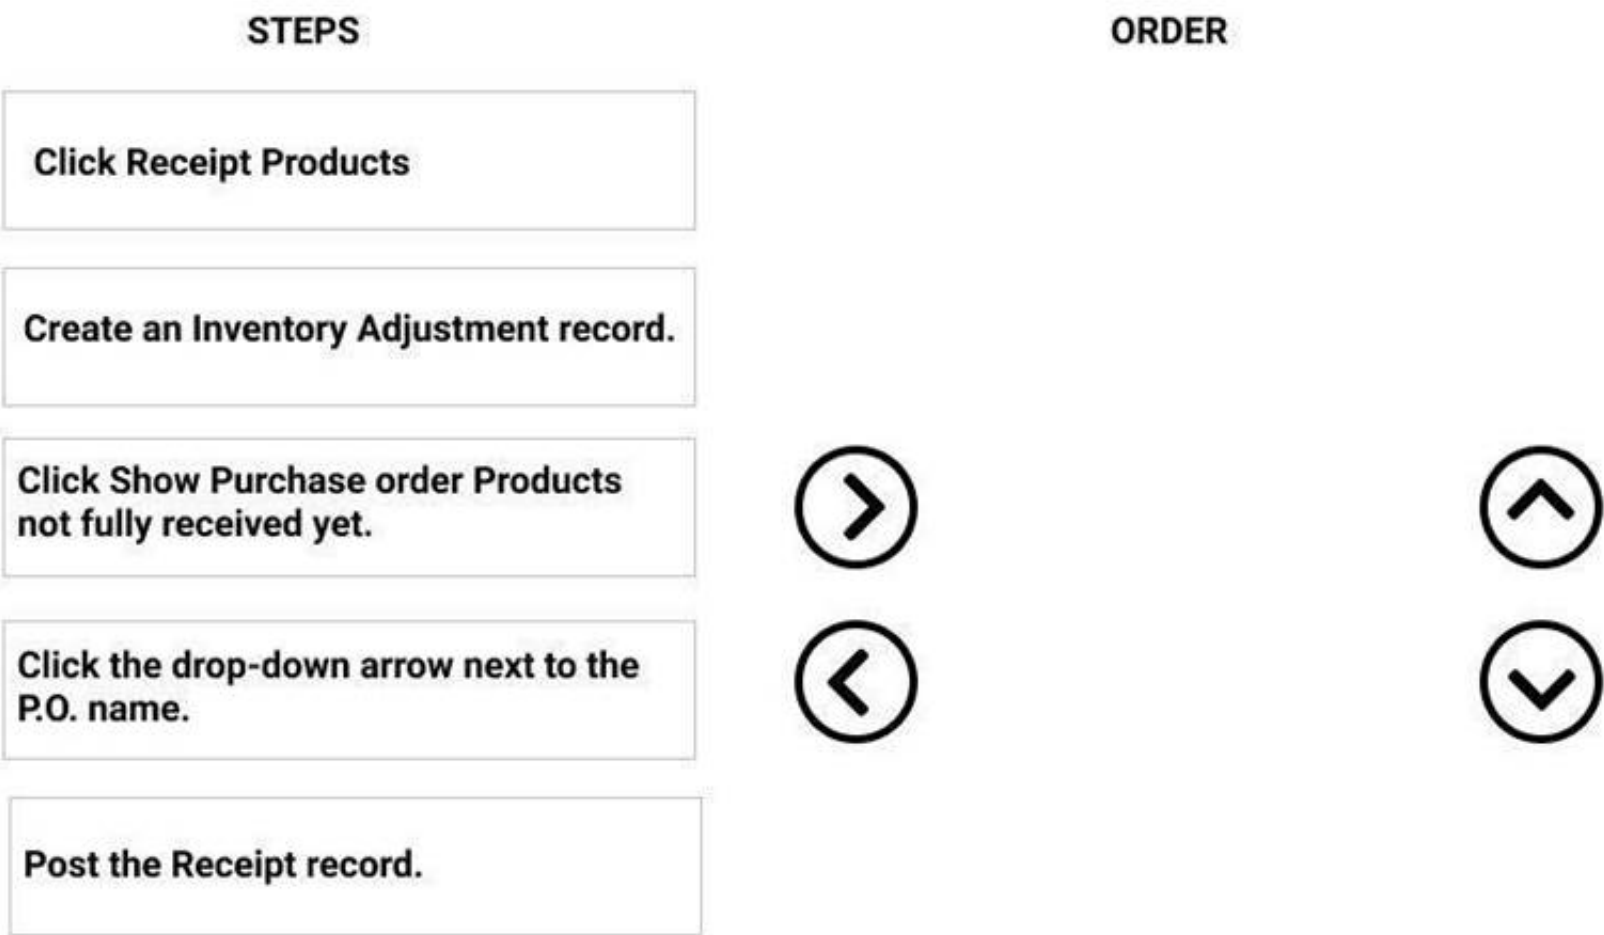 STEPS
ORDER
Click Receipt Products
Create an Inventory Adjustment record.
Click Show Purchase order Products
not fully received yet.
Click the drop-down arrow next to the
P.O. name.
Post the Receipt record.